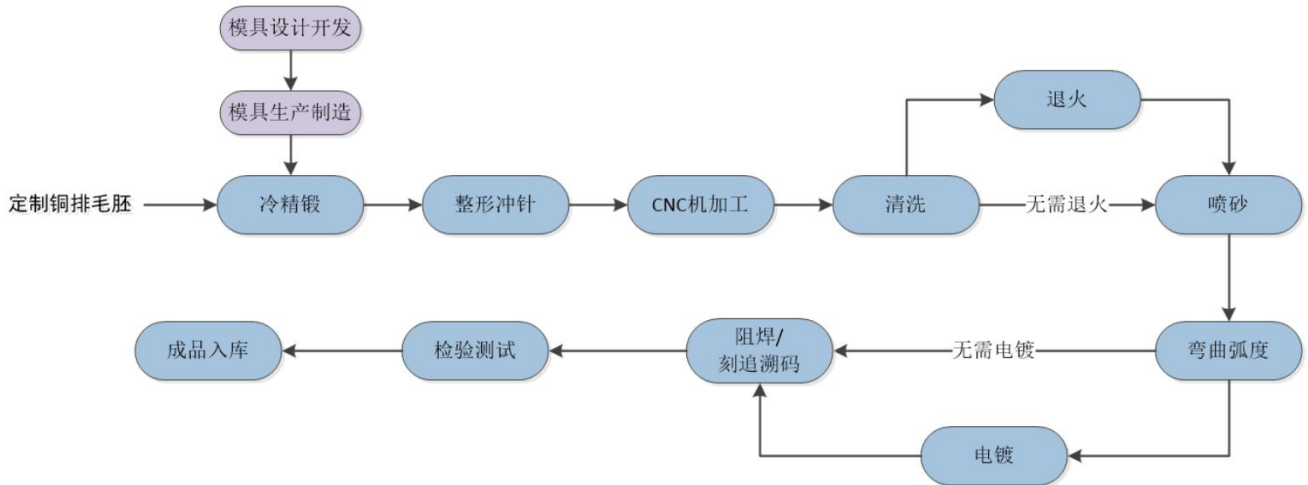 模具设计开发
模具生产制造
定制铜排毛胚
冷精锻
整形冲针
CNC机加工
清洗
退火
无需退火
喷砂
弯曲弧度
无需电镀
电镀
阻焊/
刻追溯码
检验测试
成品入库